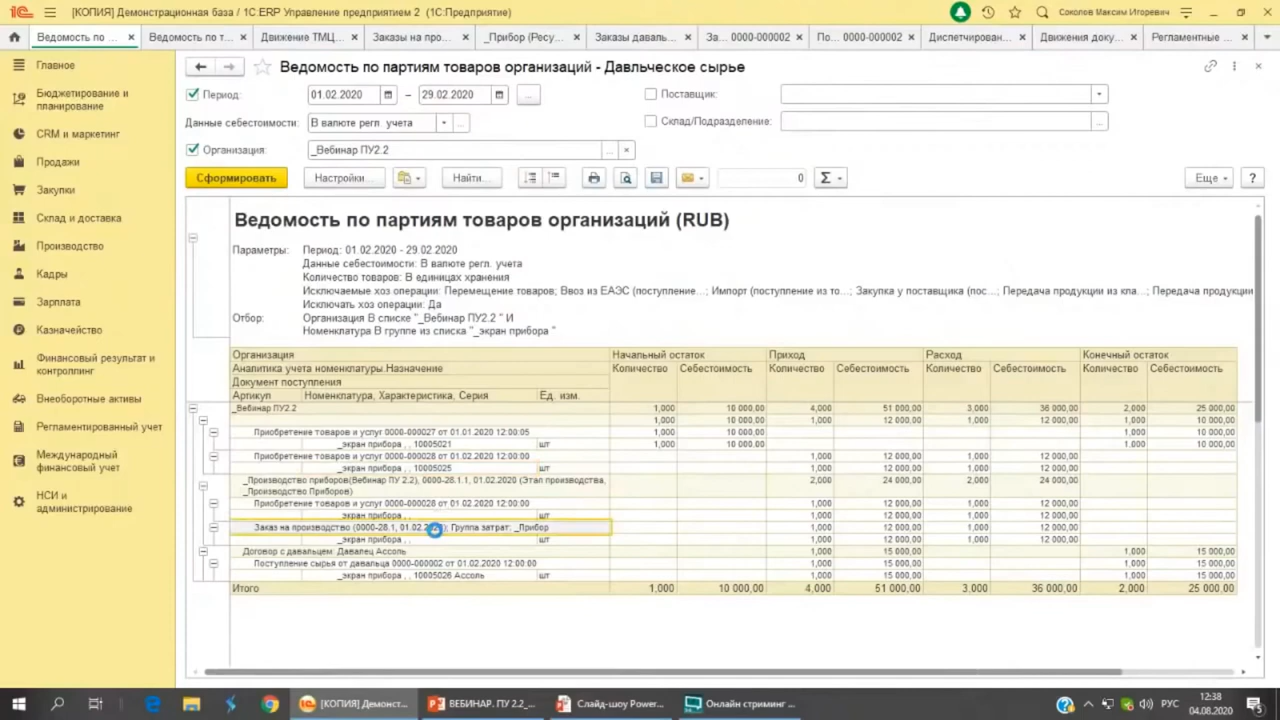 [КОПИЯ] Демонстрационная база / 1С:ERP Управление предприятием 2 (1С:Предприятие)
Соколов Максим Игоревич
Ведомость по ...
Ведомость по т...
Движение ТМЦ...
Заказы на про...
_Прибор (Ресу...
Заказы даваль...
За... 0000-000002
По... 0000-000002
Диспетчирован...
Движения доку...
Регламентные ...
Главное
Бюджетирование и
планирование
CRM и маркетинг
Продажи
Закупки
Склад и доставка
Производство
Кадры
Зарплата
Казначейство
Финансовый результат и
контроллинг
Внеоборотные активы
Регламентированный учет
Международный
финансовый учет
НСИ и
администрирование
Ведомость по партиям товаров организаций - Давльческое сырье
Период: 01.02.2020 – 29.02.2020 ...
Поставщик:
Данные себестоимости: В валюте регл. учета
Склад/Подразделение:
Организация: _Вебинар ПУ2.2
Сформировать Настройки... Найти... 0 Σ Еще ?
Ведомость по партиям товаров организаций (RUB)
Параметры: Период: 01.02.2020 - 29.02.2020
Данные себестоимости: В валюте регл. учета
Количество товаров: В единицах хранения
Исключаемые хоз операции: Перемещение товаров; Ввоз из ЕАЭС (поступление...; Импорт (поступление из то...; Закупка у поставщика (пос...; Передача продукции из кла...; Передача продукции
Исключать хоз операции: Да
Отбор: Организация В списке "_Вебинар ПУ2.2 " И
Номенклатура В группе из списка "_экран прибора "
Организация Начальный остаток Приход Расход Конечный остаток
Аналитика учета номенклатуры.Назначение Количество Себестоимость Количество Себестоимость Количество Себестоимость Количество Себестоимость
Документ поступления
Артикул Номенклатура, Характеристика, Серия Ед. изм.
_Вебинар ПУ2.2 1,000 10 000,00 4,000 51 000,00 3,000 36 000,00 2,000 25 000,00
1,000 10 000,00 1,000 12 000,00 1,000 12 000,00 1,000 10 000,00
Приобретение товаров и услуг 0000-000027 от 01.01.2020 12:00:05 1,000 10 000,00 1,000 10 000,00
_экран прибора , , 10005021 шт 1,000 10 000,00 1,000 10 000,00
Приобретение товаров и услуг 0000-000028 от 01.02.2020 12:00:00 1,000 12 000,00 1,000 12 000,00
_экран прибора , , 10005025 шт 1,000 12 000,00 1,000 12 000,00
_Производство приборов(Вебинар ПУ 2.2), 0000-28.1.1, 01.02.2020 (Этап производства, 2,000 24 000,00 2,000 24 000,00
_Производство Приборов)
Приобретение товаров и услуг 0000-000028 от 01.02.2020 12:00:00 1,000 12 000,00 1,000 12 000,00
_экран прибора , , шт 1,000 12 000,00 1,000 12 000,00
Заказ на производство (0000-28.1, 01.02. ); Группа затрат: _Прибор 1,000 12 000,00 1,000 12 000,00
_экран прибора , , шт 1,000 12 000,00 1,000 12 000,00
Договор с давальцем: Давалец Ассоль 1,000 15 000,00 1,000 15 000,00
Поступление сырья от давальца 0000-000002 от 01.02.2020 12:00:00 1,000 15 000,00 1,000 15 000,00
_экран прибора , , 10005026 Ассоль шт 1,000 15 000,00 1,000 15 000,00
Итого 1,000 10 000,00 4,000 51 000,00 3,000 36 000,00 2,000 25 000,00
[КОПИЯ] Демонст...
ВЕБИНАР. ПУ 2.2_...
Слайд-шоу Power...
Онлайн стриминг ...
РУС
12:38
04.08.2020